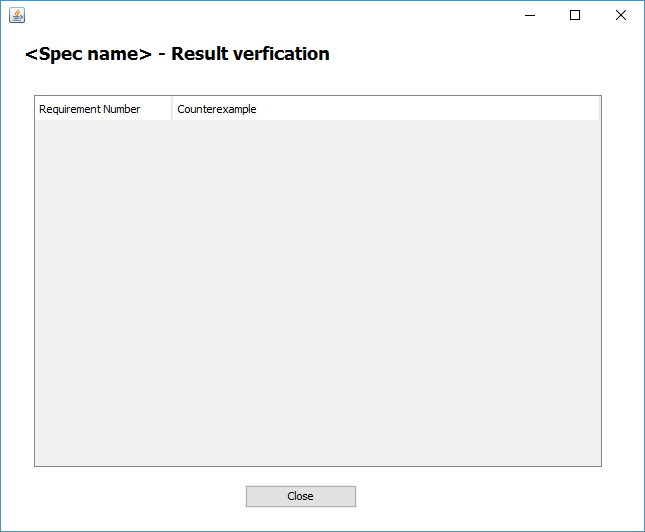 <Spec name> - Result verfication
Requirement Number Counterexample
Close